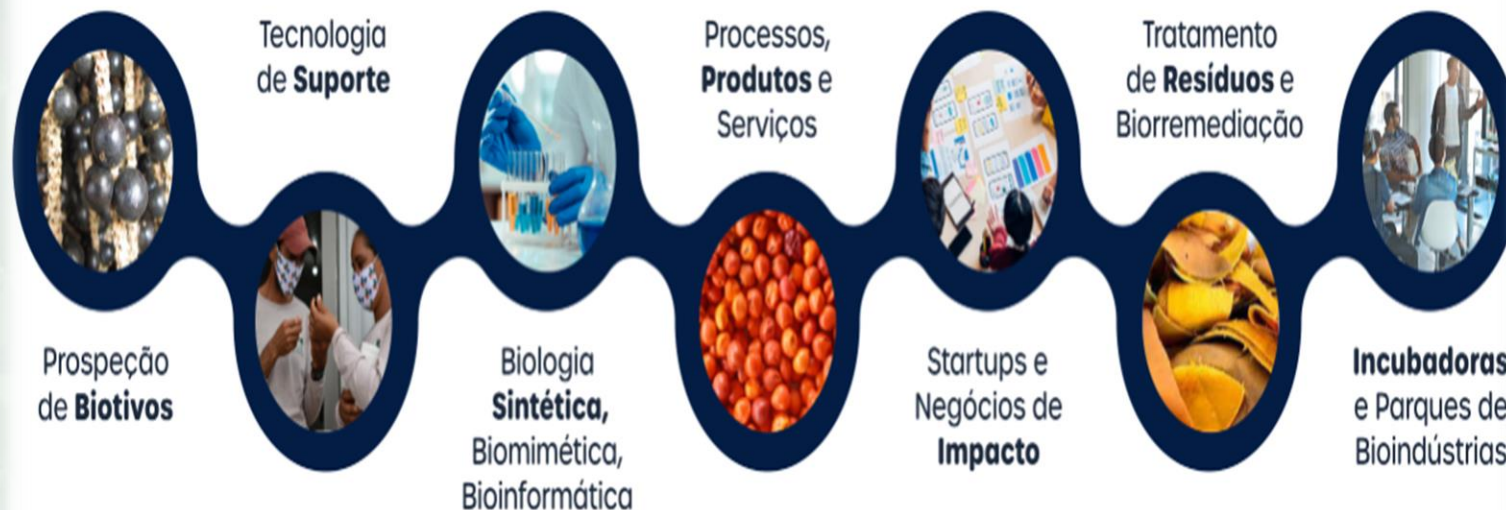 Prospeção
de Biotivos
Tecnologia
de Suporte
Biologia
Sintética,
Biomimética,
Bioinformática
Processos,
Produtos e
Serviços
Startups e
Negócios de
Impacto
Tratamento
de Resíduos e
Biorremediação
Incubadoras
e Parques de
Bioindústrias